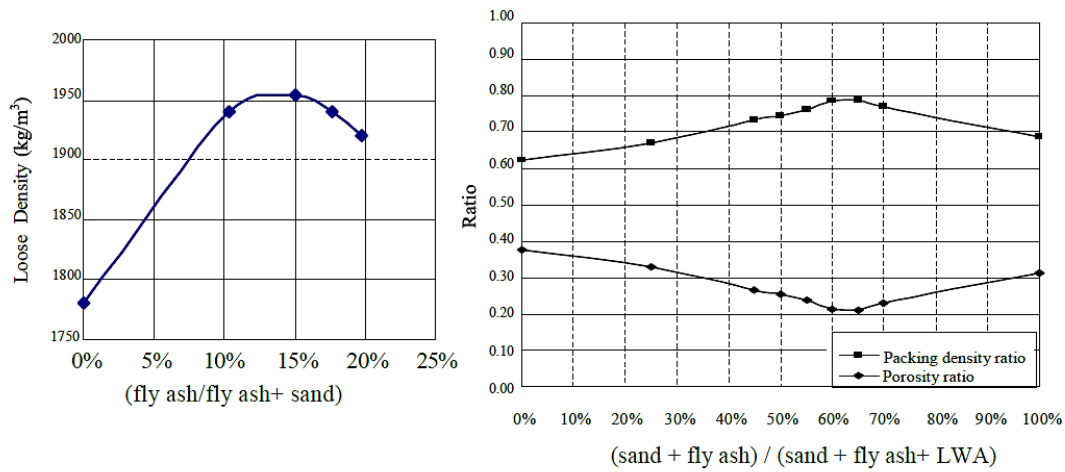 2000
1950
1900
1850
1800
1750
Loose Density (kg/m³)
0% 5% 10% 15% 20% 25%
(fly ash/fly ash+ sand)
1.00
0.90
0.80
0.70
0.60
0.50
0.40
0.30
0.20
0.10
0.00
Ratio
Packing density ratio
Porosity ratio
0% 10% 20% 30% 40% 50% 60% 70% 80% 90% 100%
(sand + fly ash) / (sand + fly ash+ LWA)